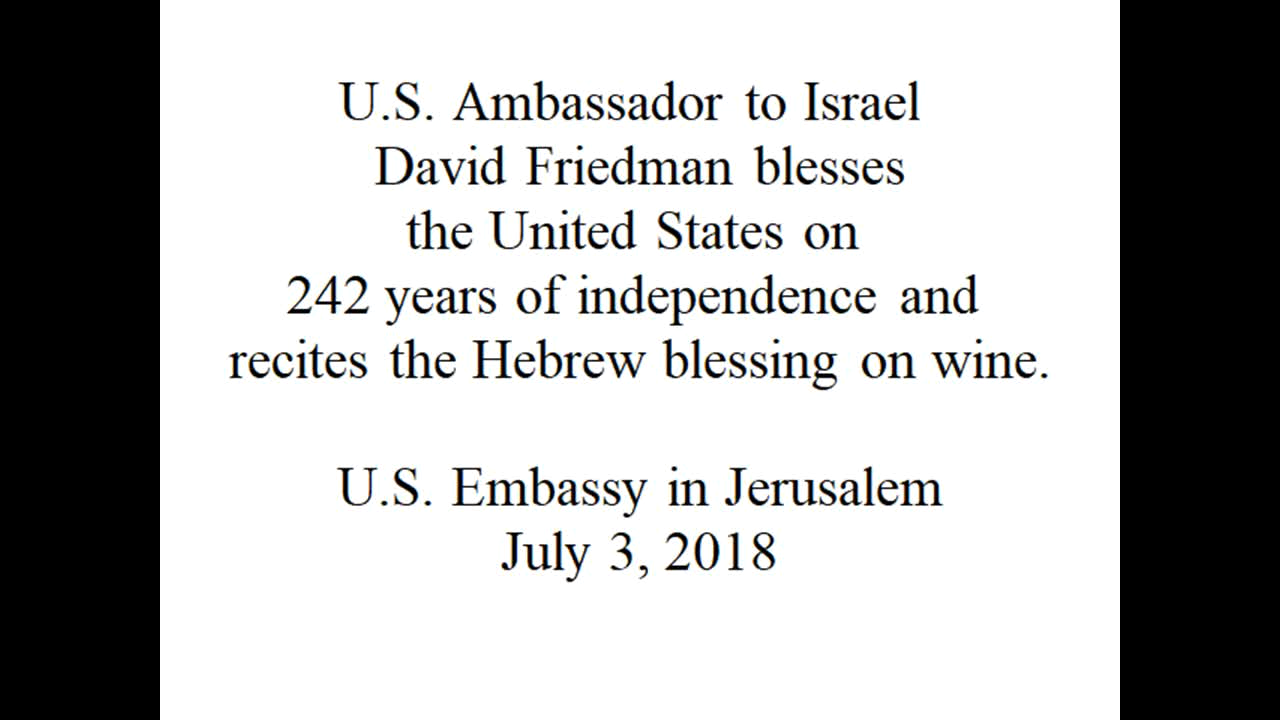 U.S. Ambassador to Israel
David Friedman blesses
the United States on
242 years of independence and
recites the Hebrew blessing on wine.
U.S. Embassy in Jerusalem
July 3, 2018